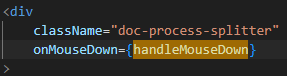 <div
className="doc-process-splitter"
onMouseDown={handleMouseDown}
>